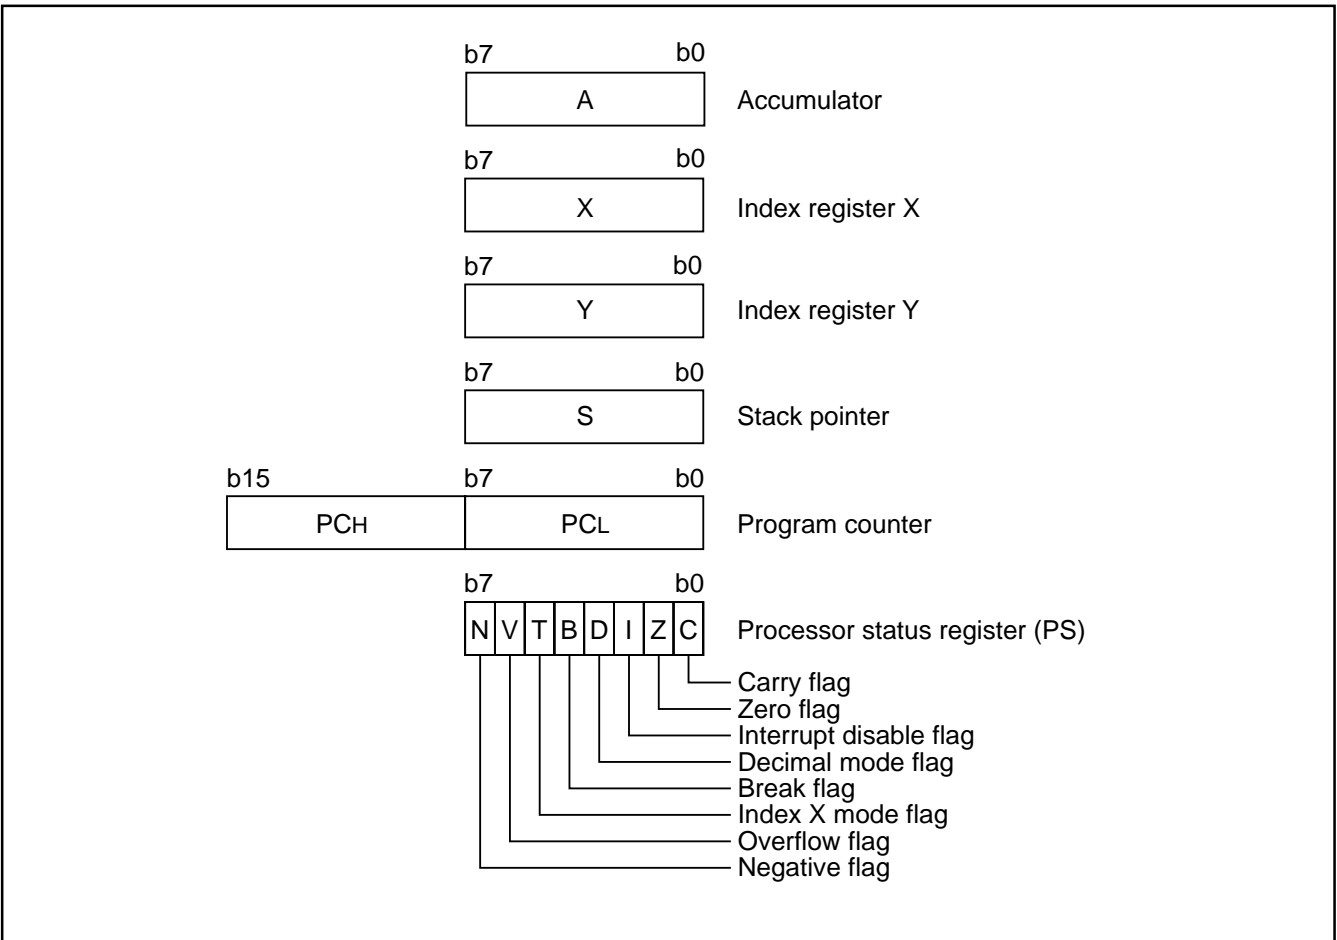 b7 b0
A Accumulator
b7 b0
X Index register X
b7 b0
Y Index register Y
b7 b0
S Stack pointer
b15 b7 b0
PCH PCL Program counter
b7 b0
N V T B D I Z C Processor status register (PS)
Carry flag
Zero flag
Interrupt disable flag
Decimal mode flag
Break flag
Index X mode flag
Overflow flag
Negative flag